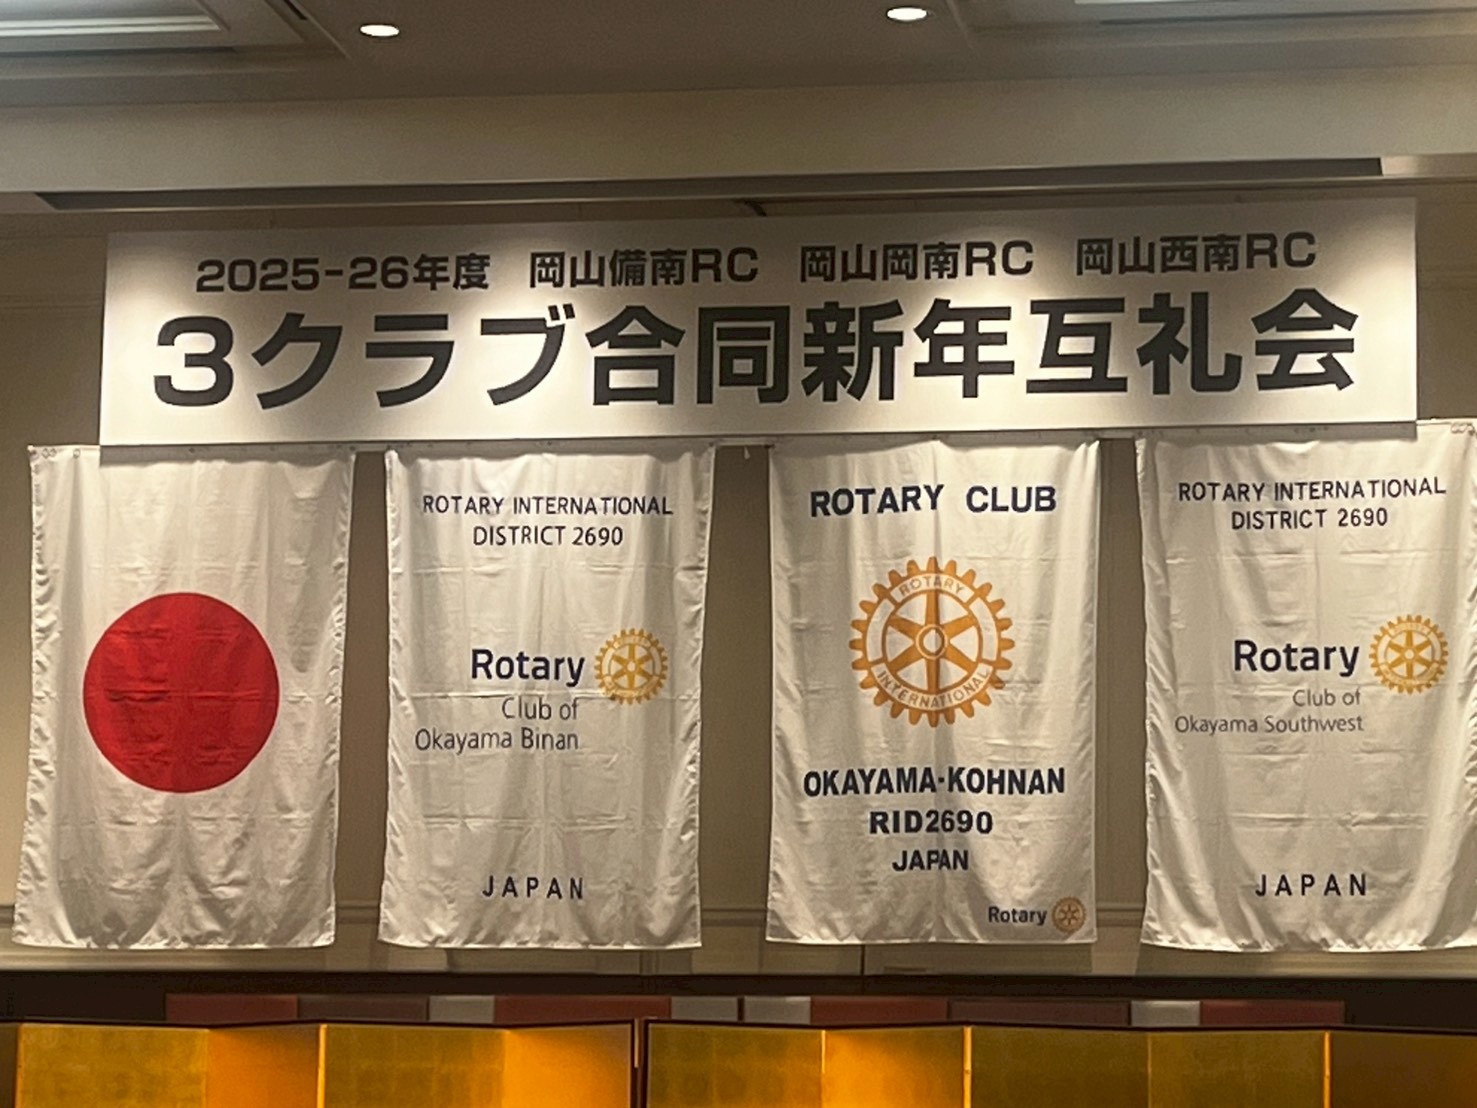 2025-26年度 岡山備南RC 岡山岡南RC 岡山西南RC
3クラブ合同新年互礼会
ROTARY INTERNATIONAL
DISTRICT 2690
Rotary
Club of
Okayama Binan
JAPAN
ROTARY CLUB
ROTARY
INTERNATIONAL
OKAYAMA-KOHNAN
RID2690
JAPAN
Rotary
ROTARY INTERNATIONAL
DISTRICT 2690
Rotary
Club of
Okayama Southwest
JAPAN